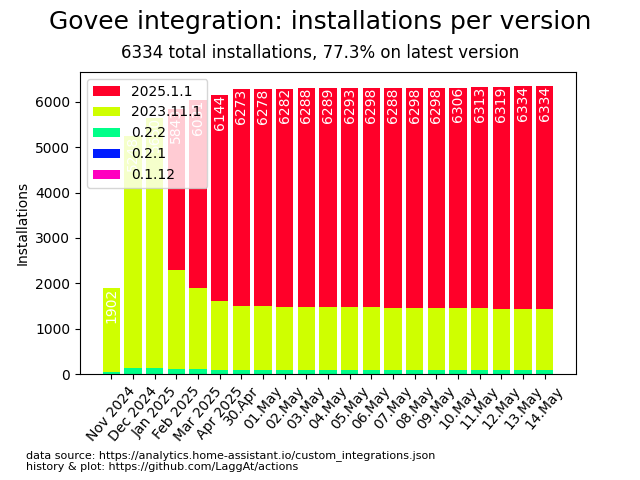 Govee integration: installations per version
6334 total installations, 77.3% on latest version
Installations
6000
5000
4000
3000
2000
1000
0
2025.1.1
2023.11.1
0.2.2
0.2.1
0.1.12
1902
6144
6273
6278
6282
6288
6289
6293
6298
6288
6298
6298
6306
6313
6319
6334
6334
Nov 2024
Dec 2024
Jan 2025
Feb 2025
Mar 2025
Apr 2025
30.Apr
01.May
02.May
03.May
04.May
05.May
06.May
07.May
08.May
09.May
10.May
11.May
12.May
13.May
14.May
data source: https://analytics.home-assistant.io/custom_integrations.json
history & plot: https://github.com/LaggAt/actions